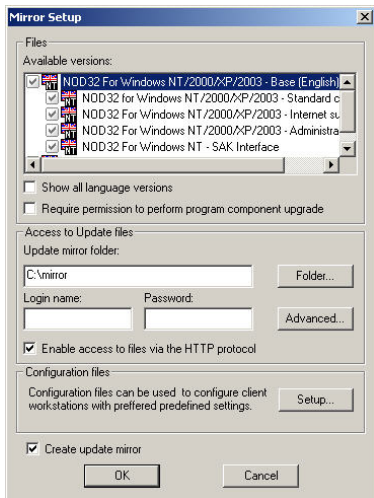 Mirror Setup
Files
Available versions:
NOD32 For Windows NT/2000/XP/2003 - Base (English)
NOD32 for Windows NT/2000/XP/2003 - Standard c
NOD32 for Windows NT/2000/XP/2003 - Internet su
NOD32 for Windows NT/2000/XP/2003 - Administra
NOD32 For Windows NT - SAK Interface
Show all language versions
Require permission to perform program component upgrade
Access to Update files
Update mirror folder:
C:\mirror
Folder...
Login name: Password:
Advanced...
Enable access to files via the HTTP protocol
Configuration files
Configuration files can be used to configure client
workstations with preffered predefined settings.
Setup...
Create update mirror
OK Cancel